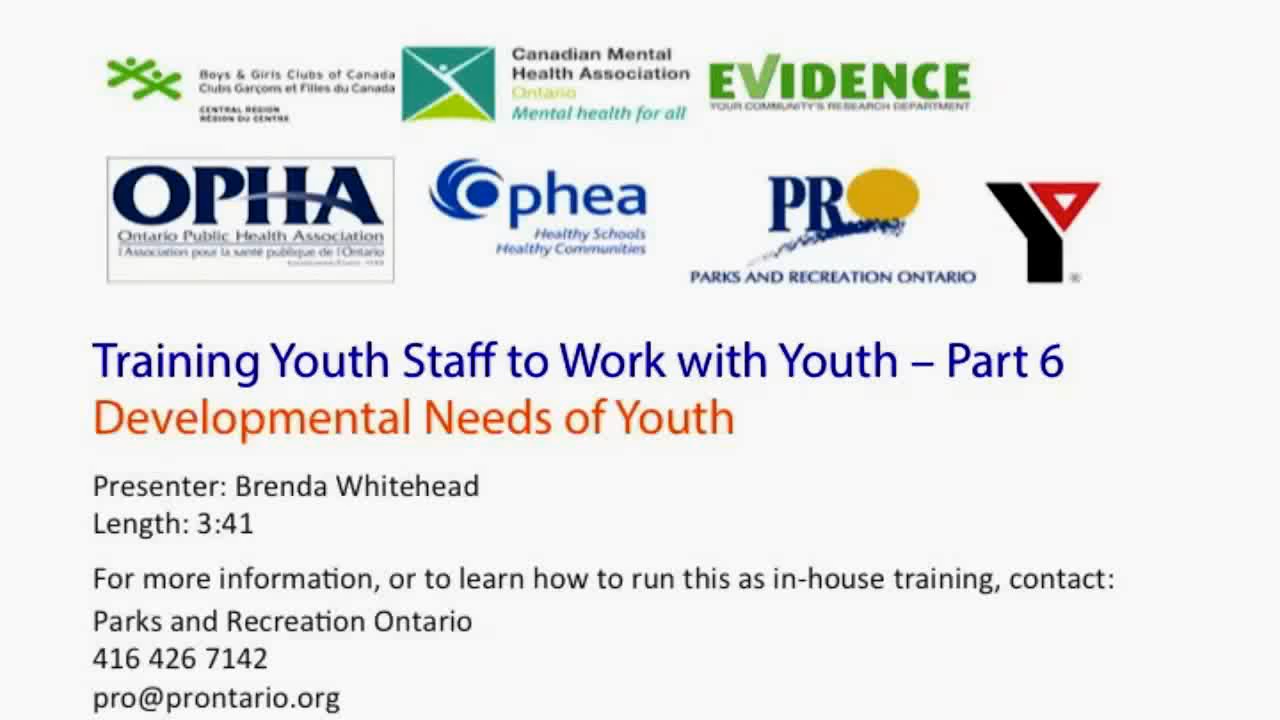 Boys & Girls Clubs of Canada
Clubs Garçons et Filles du Canada
CENTRAL REGION
RÉGION DU CENTRE
Canadian Mental
Health Association
Ontario
Mental health for all
EVIDENCE
YOUR COMMUNITY'S RESEARCH DEPARTMENT
OPHA
Ontario Public Health Association
l'Association pour la santé publique de l'Ontario
Ophea
Healthy Schools
Healthy Communities
PRO
PARKS AND RECREATION ONTARIO
Y
®
Training Youth Staff to Work with Youth – Part 6
Developmental Needs of Youth
Presenter: Brenda Whitehead
Length: 3:41
For more information, or to learn how to run this as in-house training, contact:
Parks and Recreation Ontario
416 426 7142
pro@prontario.org